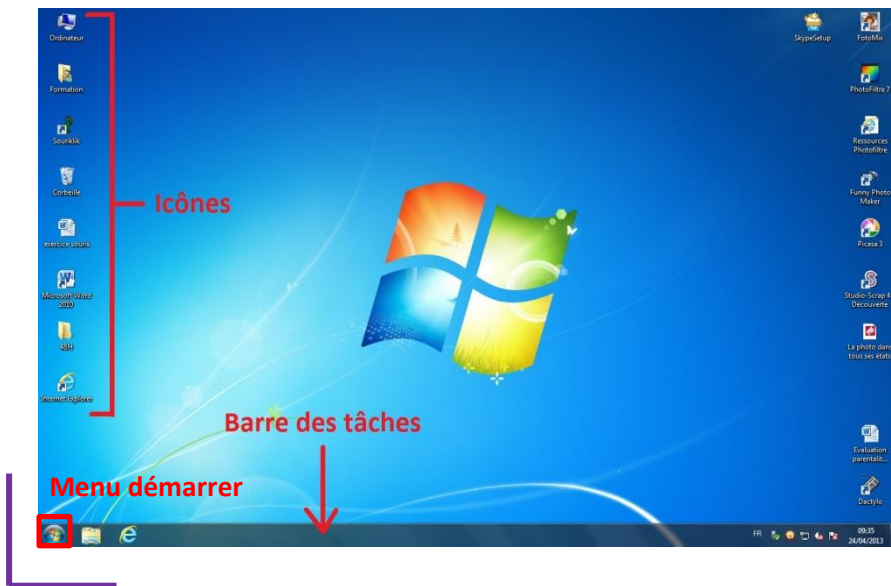 Ordinateur
Formation
Souriklik
Corbeille
exercice souris
Microsoft Word
2010
48H
Internet Explorer
Icônes
SkypeSetup
FotoMix
PhotoFiltre 7
Ressources
Photofiltre
Funny Photo
Maker
Picasa 3
Studio-Scrap 4
Decouverte
La photo dans
tous ses états
Evaluation
parentalit...
Dactylo
Barre des tâches
Menu démarrer
FR
09:35
24/04/2013